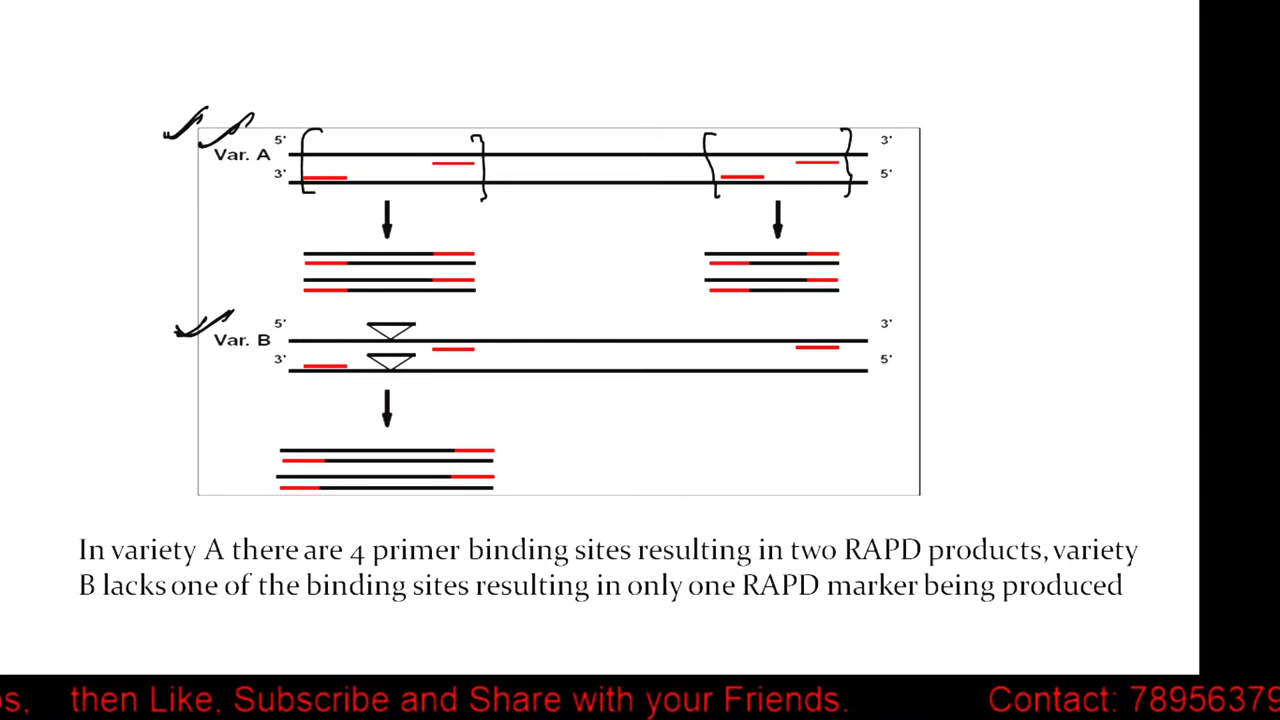 5' 3'
Var. A
3' 5'
5' 3'
Var. B
3' 5'
In variety A there are 4 primer binding sites resulting in two RAPD products, variety
B lacks one of the binding sites resulting in only one RAPD marker being produced
then Like, Subscribe and Share with your Friends. Contact: 78956379